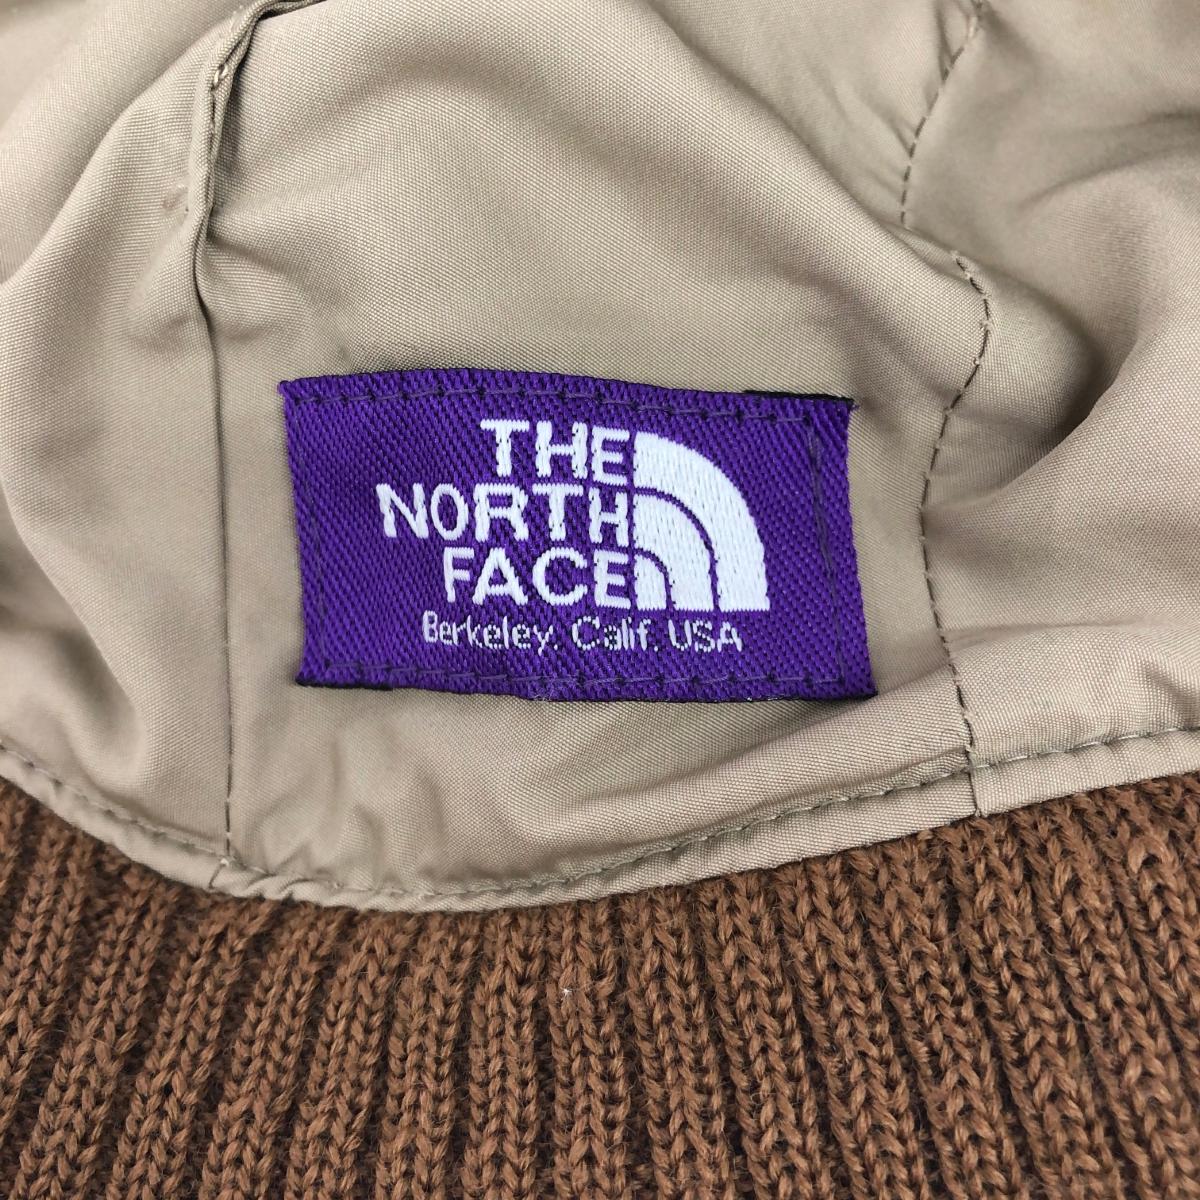 THE
NORTH
FACE
Berkeley. Calif. USA